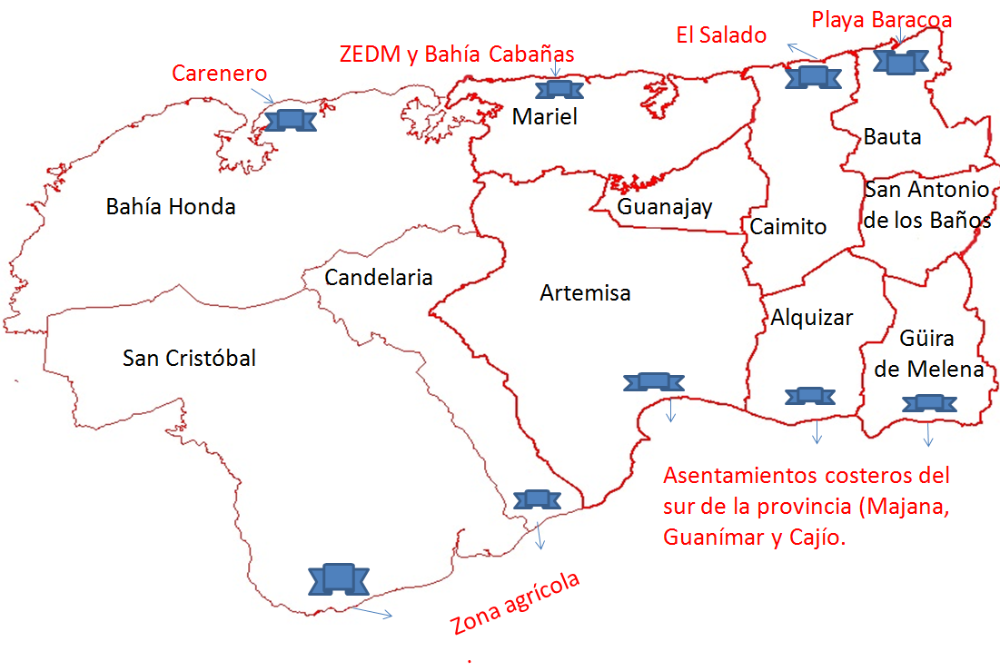 Playa Baracoa
El Salado
ZEDM y Bahía Cabañas
Carenero
Mariel
Bauta
San Antonio
de los Baños
Bahía Honda
Guanajay
Caimito
Candelaria
Artemisa
Alquizar
Güira
de Melena
San Cristóbal
Asentamientos costeros del
sur de la provincia (Majana,
Guanímar y Cajío.
Zona agrícola